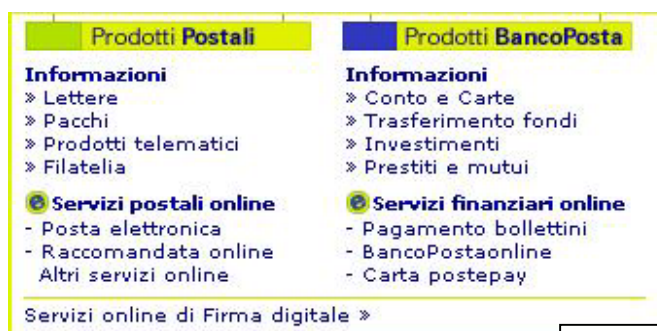 Prodotti Postali
Informazioni
» Lettere
» Pacchi
» Prodotti telematici
» Filatelia
Servizi postali online
- Posta elettronica
- Raccomandata online
Altri servizi online
Prodotti BancoPosta
Informazioni
» Conto e Carte
» Trasferimento fondi
» Investimenti
» Prestiti e mutui
Servizi finanziari online
- Pagamento bollettini
- BancoPostaonline
- Carta postepay
Servizi online di Firma digitale »